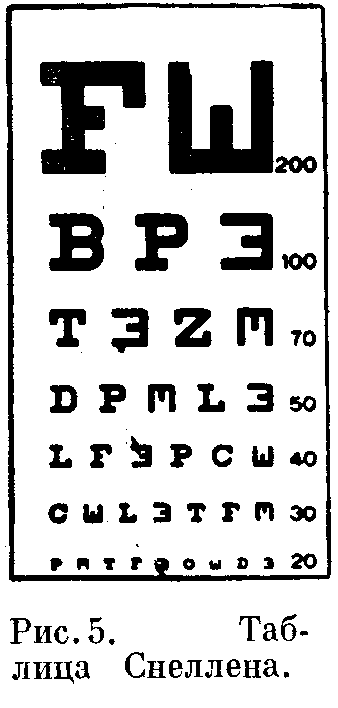 F Ш 200
B P Ǝ 100
T Ǝ Z M 70
D P M L Ǝ 50
L F Ǝ P C Ш 40
C Ш L Ǝ T F M 30
P M T F O Ш D Ǝ 20
Рис. 5. Таб-
лица Снеллена.